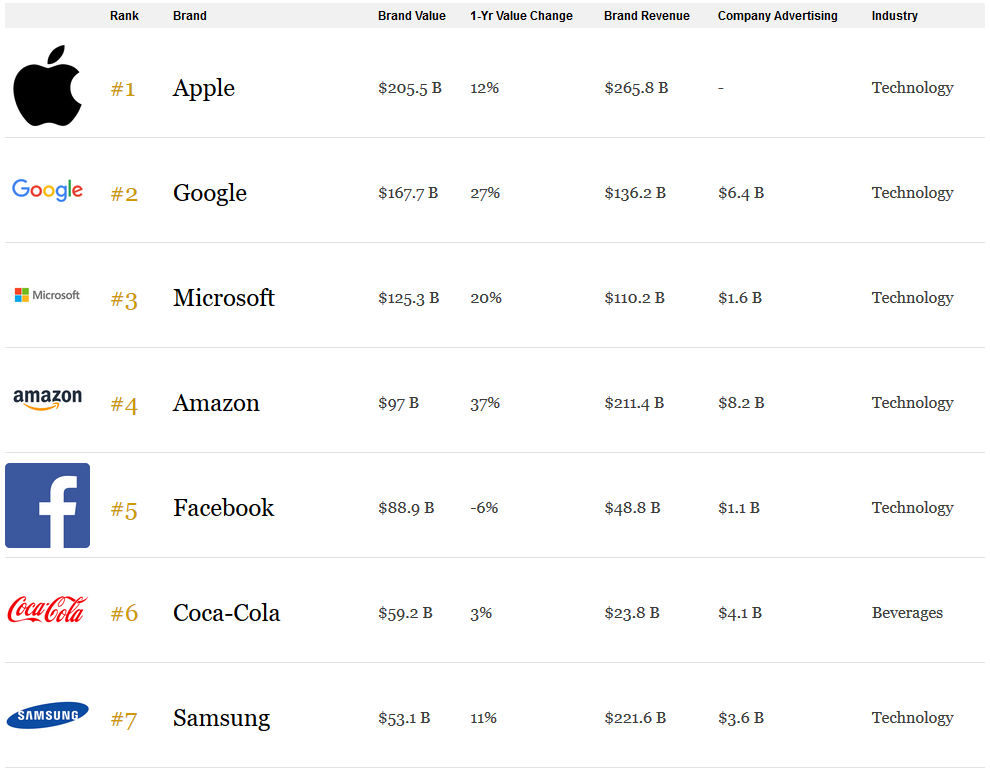 Rank Brand Brand Value 1-Yr Value Change Brand Revenue Company Advertising Industry
#1 Apple $205.5 B 12% $265.8 B - Technology
Google #2 Google $167.7 B 27% $136.2 B $6.4 B Technology
Microsoft #3 Microsoft $125.3 B 20% $110.2 B $1.6 B Technology
amazon #4 Amazon $97 B 37% $211.4 B $8.2 B Technology
f #5 Facebook $88.9 B -6% $48.8 B $1.1 B Technology
Coca-Cola #6 Coca-Cola $59.2 B 3% $23.8 B $4.1 B Beverages
SAMSUNG #7 Samsung $53.1 B 11% $221.6 B $3.6 B Technology